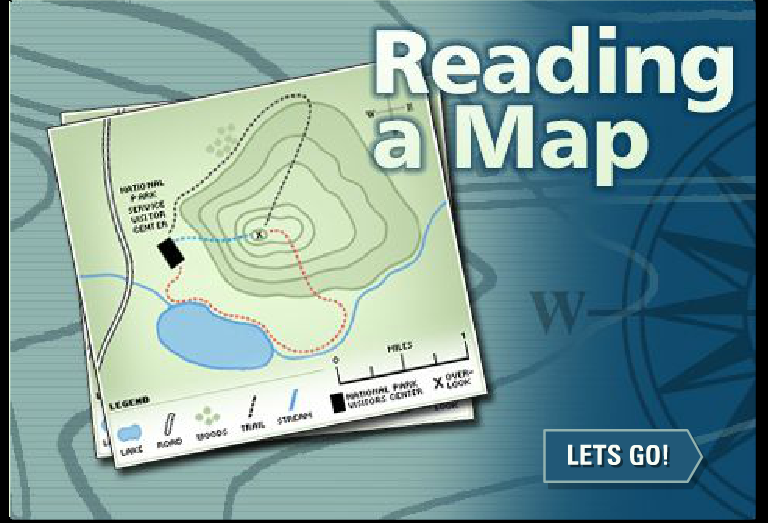 Reading
a Map
W E
NATIONAL
PARK
SERVICE
VISITOR
CENTER
X
0 MILES 1
LEGEND
LAKE
ROAD
WOODS
TRAIL
STREAM
NATIONAL PARK
VISITORS CENTER
X OVER-
LOOK
W
LETS GO!